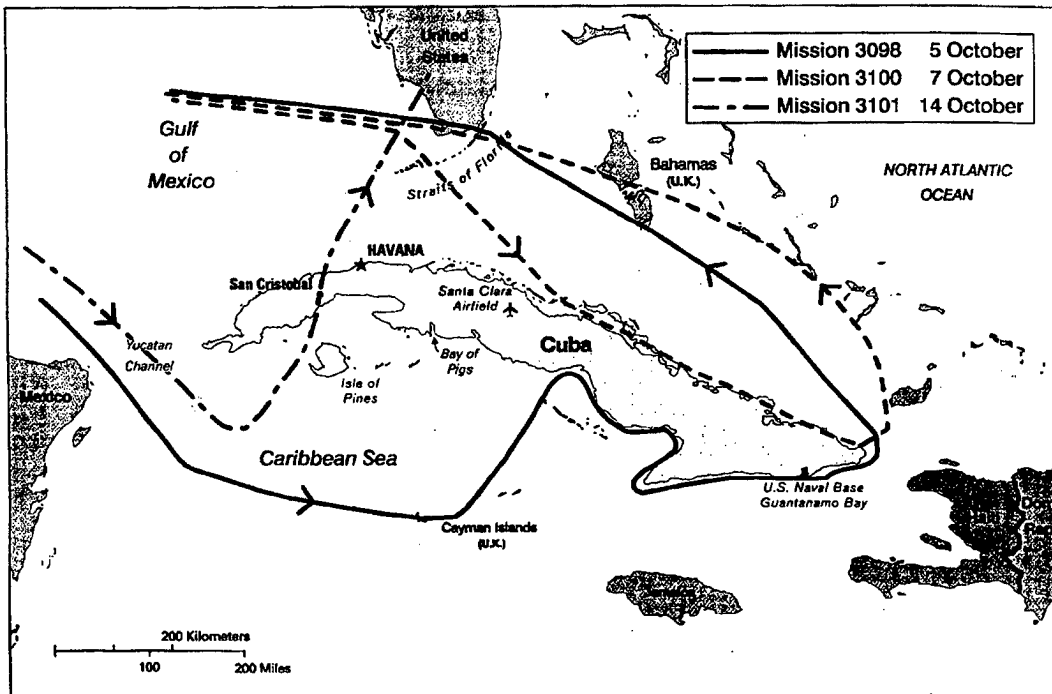 United
States
Mission 3098 5 October
Mission 3100 7 October
Mission 3101 14 October
Gulf
of
Mexico
Straits of Florida
Bahamas
(U.K.)
NORTH ATLANTIC
OCEAN
HAVANA
San Cristobal
Santa Clara
Airfield
Cuba
Yucatan
Channel
Bay of
Pigs
Isle of
Pines
Mexico
Caribbean Sea
U.S. Naval Base
Guantanamo Bay
Cayman Islands
(U.K.)
200 Kilometers
100 200 Miles